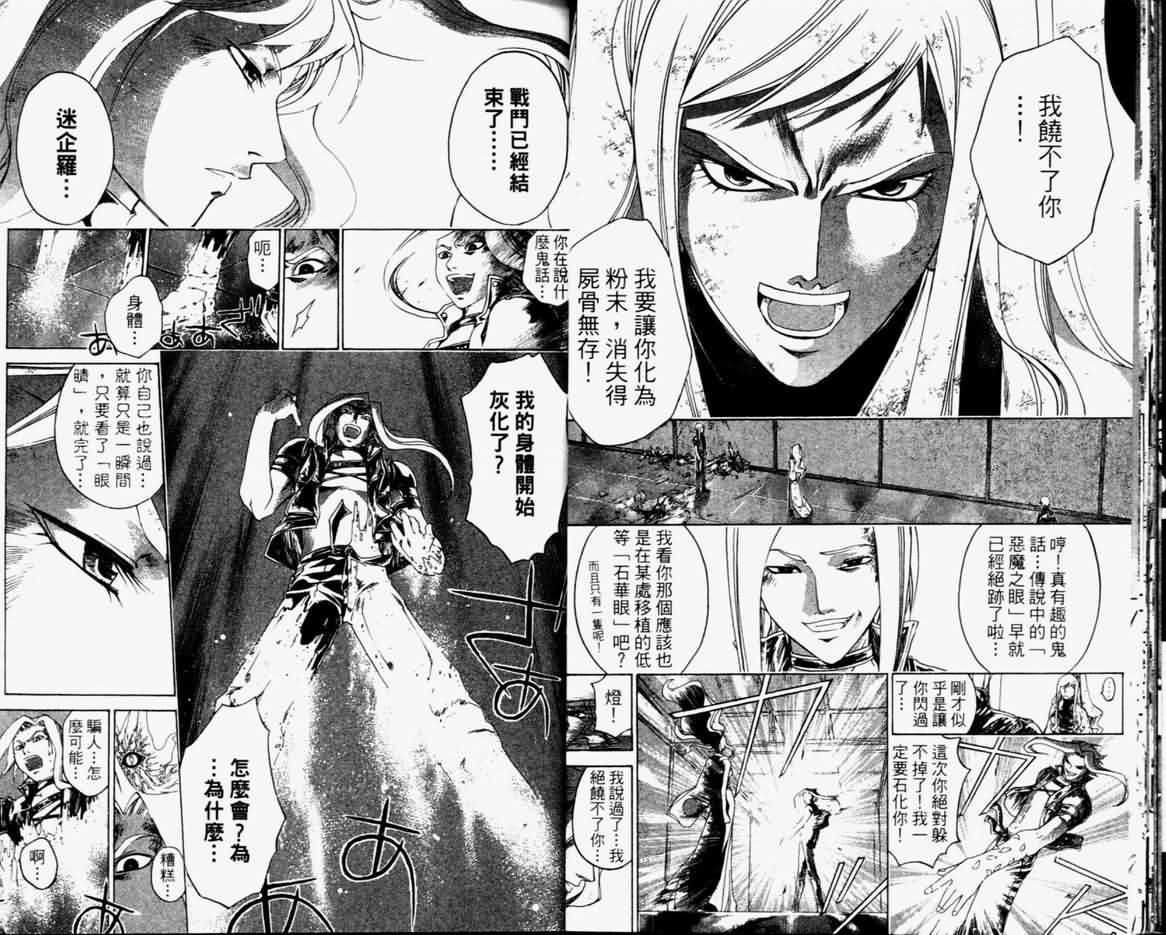 我饒不了你
…！
我要讓你化為
粉末，消失得
屍骨無存！
哼！真有趣的鬼
話…傳說中的「
惡魔之眼」早就
已經絕跡了啦…
我看你那個應該也
是在某處移植的低
等「石華眼」吧？
而且只有一隻呢！
…
剛才似
乎是讓
你閃過
了…
這次你絕對躲
不掉了！我一
定要石化你！
燈！
我說過了…我
絕饒不了你…
戰鬥已經結
束了……
迷企羅…
你在說什
麼鬼話…
呃…
身體…
我的身體開始
灰化了？
怎麼會？為
…為什麼…
你自己也說過…
就算只是一瞬間
，只要看了「眼
睛」，就完了…
騙人…怎
麼可能…
糟糕…
啊…